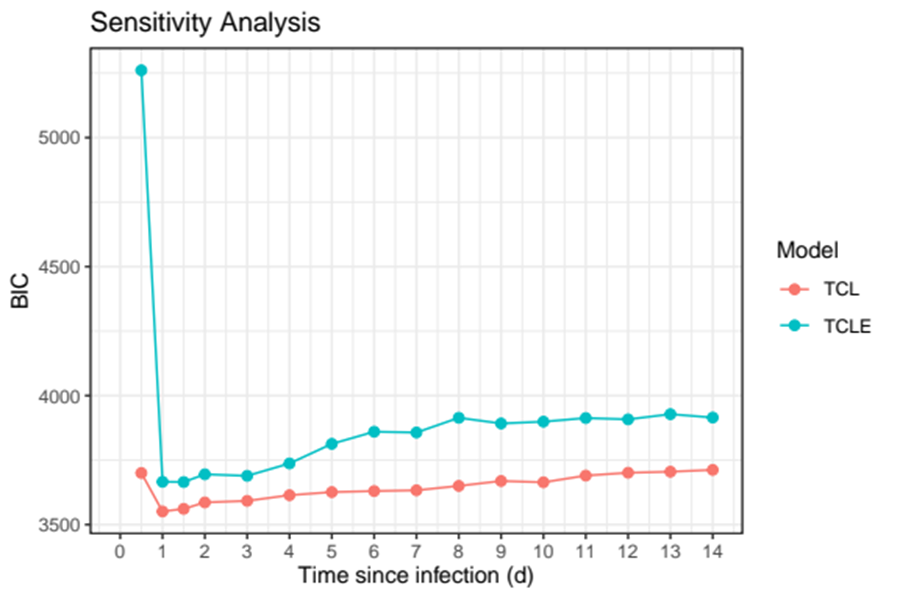 Sensitivity Analysis
BIC
5000
4500
4000
3500
0 1 2 3 4 5 6 7 8 9 10 11 12 13 14
Time since infection (d)
Model
TCL
TCLE